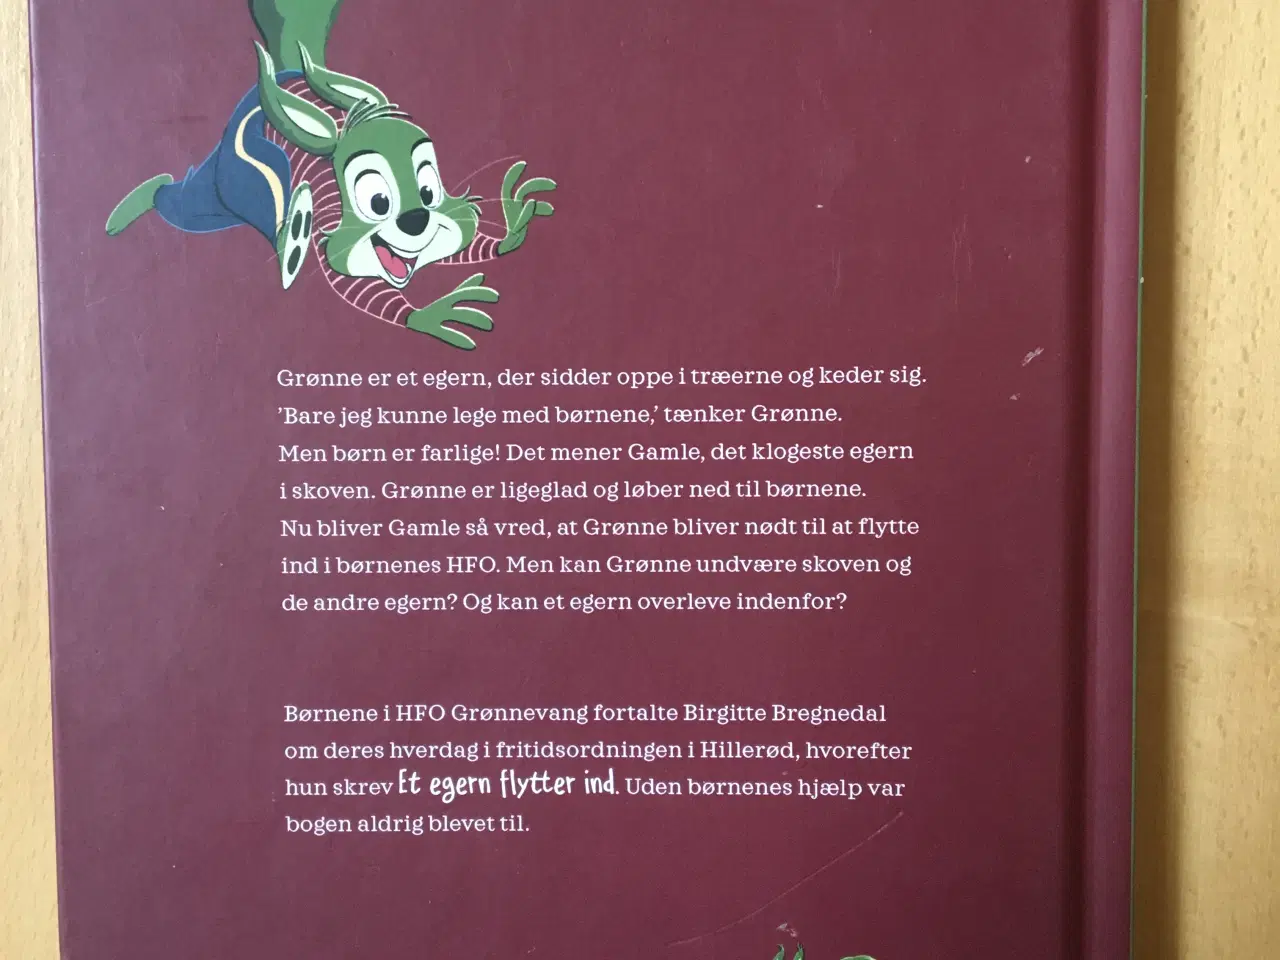 Grønne er et egern, der sidder oppe i træerne og keder sig.
’Bare jeg kunne lege med børnene,’ tænker Grønne.
Men børn er farlige! Det mener Gamle, det klogeste egern
i skoven. Grønne er ligeglad og løber ned til børnene.
Nu bliver Gamle så vred, at Grønne bliver nødt til at flytte
ind i børnenes HFO. Men kan Grønne undvære skoven og
de andre egern? Og kan et egern overleve indenfor?
Børnene i HFO Grønnevang fortalte Birgitte Bregnedal
om deres hverdag i fritidsordningen i Hillerød, hvorefter
hun skrev Et egern flytter ind. Uden børnenes hjælp var
bogen aldrig blevet til.